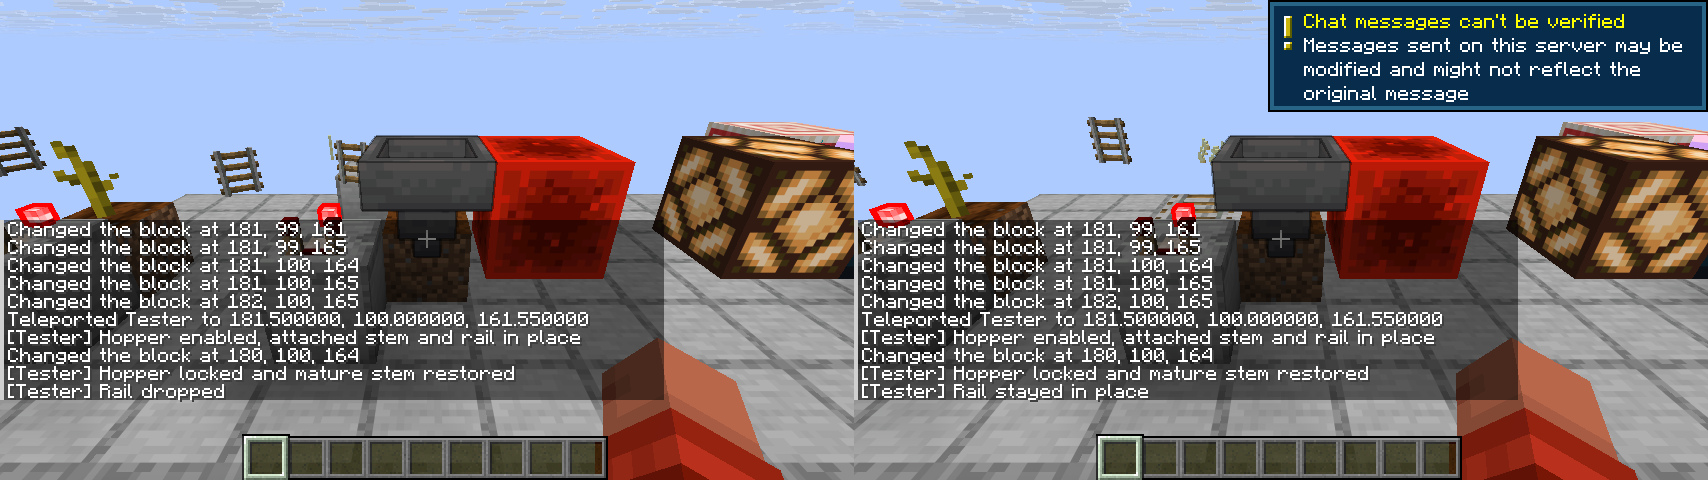 Changed the block at 181, 99, 161
Changed the block at 181, 99, 165
Changed the block at 181, 100, 164
Changed the block at 181, 100, 165
Changed the block at 182, 100, 165
Teleported Tester to 181.500000, 100.000000, 161.550000
[Tester] Hopper enabled, attached stem and rail in place
Changed the block at 180, 100, 164
[Tester] Hopper locked and mature stem restored
[Tester] Rail dropped
Chat messages can't be verified
Messages sent on this server may be
modified and might not reflect the
original message
Changed the block at 181, 99, 161
Changed the block at 181, 99, 165
Changed the block at 181, 100, 164
Changed the block at 181, 100, 165
Changed the block at 182, 100, 165
Teleported Tester to 181.500000, 100.000000, 161.550000
[Tester] Hopper enabled, attached stem and rail in place
Changed the block at 180, 100, 164
[Tester] Hopper locked and mature stem restored
[Tester] Rail stayed in place